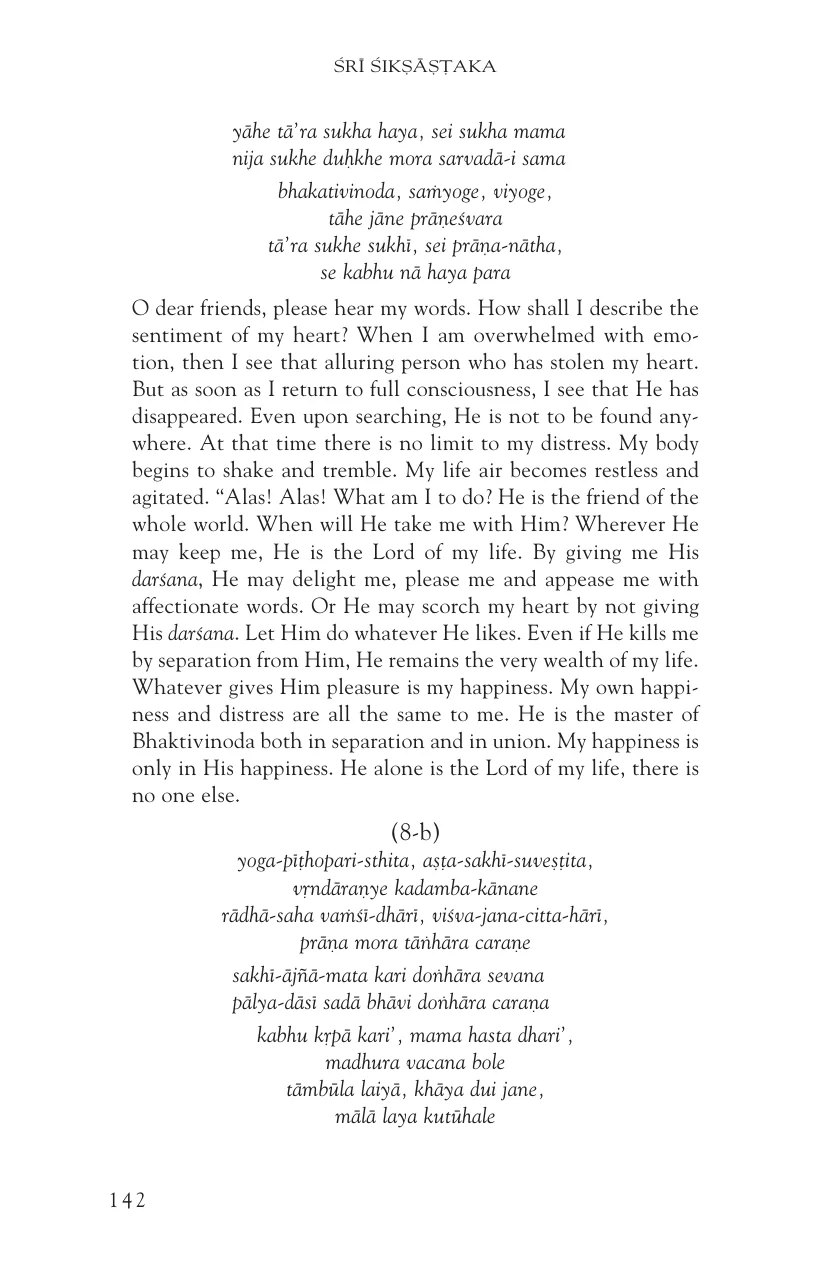 ŚRĪ ŚIKṢĀṢṬAKA
yāhe tā’ra sukha haya, sei sukha mama
nija sukhe duḥkhe mora sarvadā-i sama
bhakativinoda, saṁyoge, viyoge,
tāhe jāne prāṇeśvara
tā’ra sukhe sukhī, sei prāṇa-nātha,
se kabhu nā haya para
O dear friends, please hear my words. How shall I describe the
sentiment of my heart? When I am overwhelmed with emo-
tion, then I see that alluring person who has stolen my heart.
But as soon as I return to full consciousness, I see that He has
disappeared. Even upon searching, He is not to be found any-
where. At that time there is no limit to my distress. My body
begins to shake and tremble. My life air becomes restless and
agitated. “Alas! Alas! What am I to do? He is the friend of the
whole world. When will He take me with Him? Wherever He
may keep me, He is the Lord of my life. By giving me His
darśana, He may delight me, please me and appease me with
affectionate words. Or He may scorch my heart by not giving
His darśana. Let Him do whatever He likes. Even if He kills me
by separation from Him, He remains the very wealth of my life.
Whatever gives Him pleasure is my happiness. My own happi-
ness and distress are all the same to me. He is the master of
Bhaktivinoda both in separation and in union. My happiness is
only in His happiness. He alone is the Lord of my life, there is
no one else.
(8-b)
yoga-pīṭhopari-sthita, aṣṭa-sakhī-suveṣṭita,
vṛndāraṇye kadamba-kānane
rādhā-saha vaṁśī-dhārī, viśva-jana-citta-hārī,
prāṇa mora tāṅhāra caraṇe
sakhī-ājñā-mata kari doṅhāra sevana
pālya-dāsī sadā bhāvi doṅhāra caraṇa
kabhu kṛpā kari’, mama hasta dhari’,
madhura vacana bole
tāmbūla laiyā, khāya dui jane,
mālā laya kutūhale
142